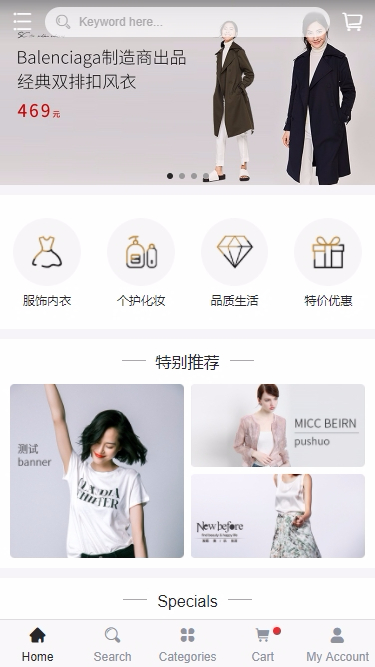 Keyword here...
Balenciaga制造商出品
经典双排扣风衣
469元
服饰内衣
个护化妆
品质生活
特价优惠
特别推荐
测试
banner
MICC BEIRN
pushuo
New before
Specials
Home
Search
Categories
Cart
My Account